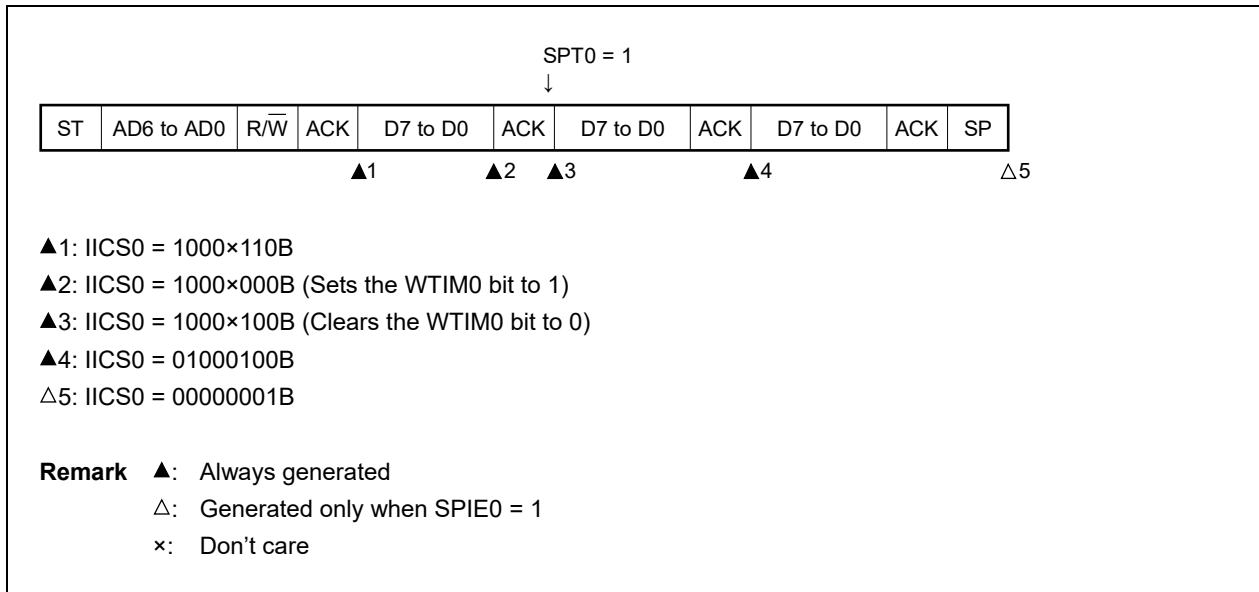 SPT0 = 1
↓
ST AD6 to AD0 R/W̅ ACK D7 to D0 ACK D7 to D0 ACK D7 to D0 ACK SP
▲1 ▲2 ▲3 ▲4 △5
▲1: IICS0 = 1000×110B
▲2: IICS0 = 1000×000B (Sets the WTIM0 bit to 1)
▲3: IICS0 = 1000×100B (Clears the WTIM0 bit to 0)
▲4: IICS0 = 01000100B
△5: IICS0 = 00000001B
Remark ▲: Always generated
△: Generated only when SPIE0 = 1
×: Don’t care